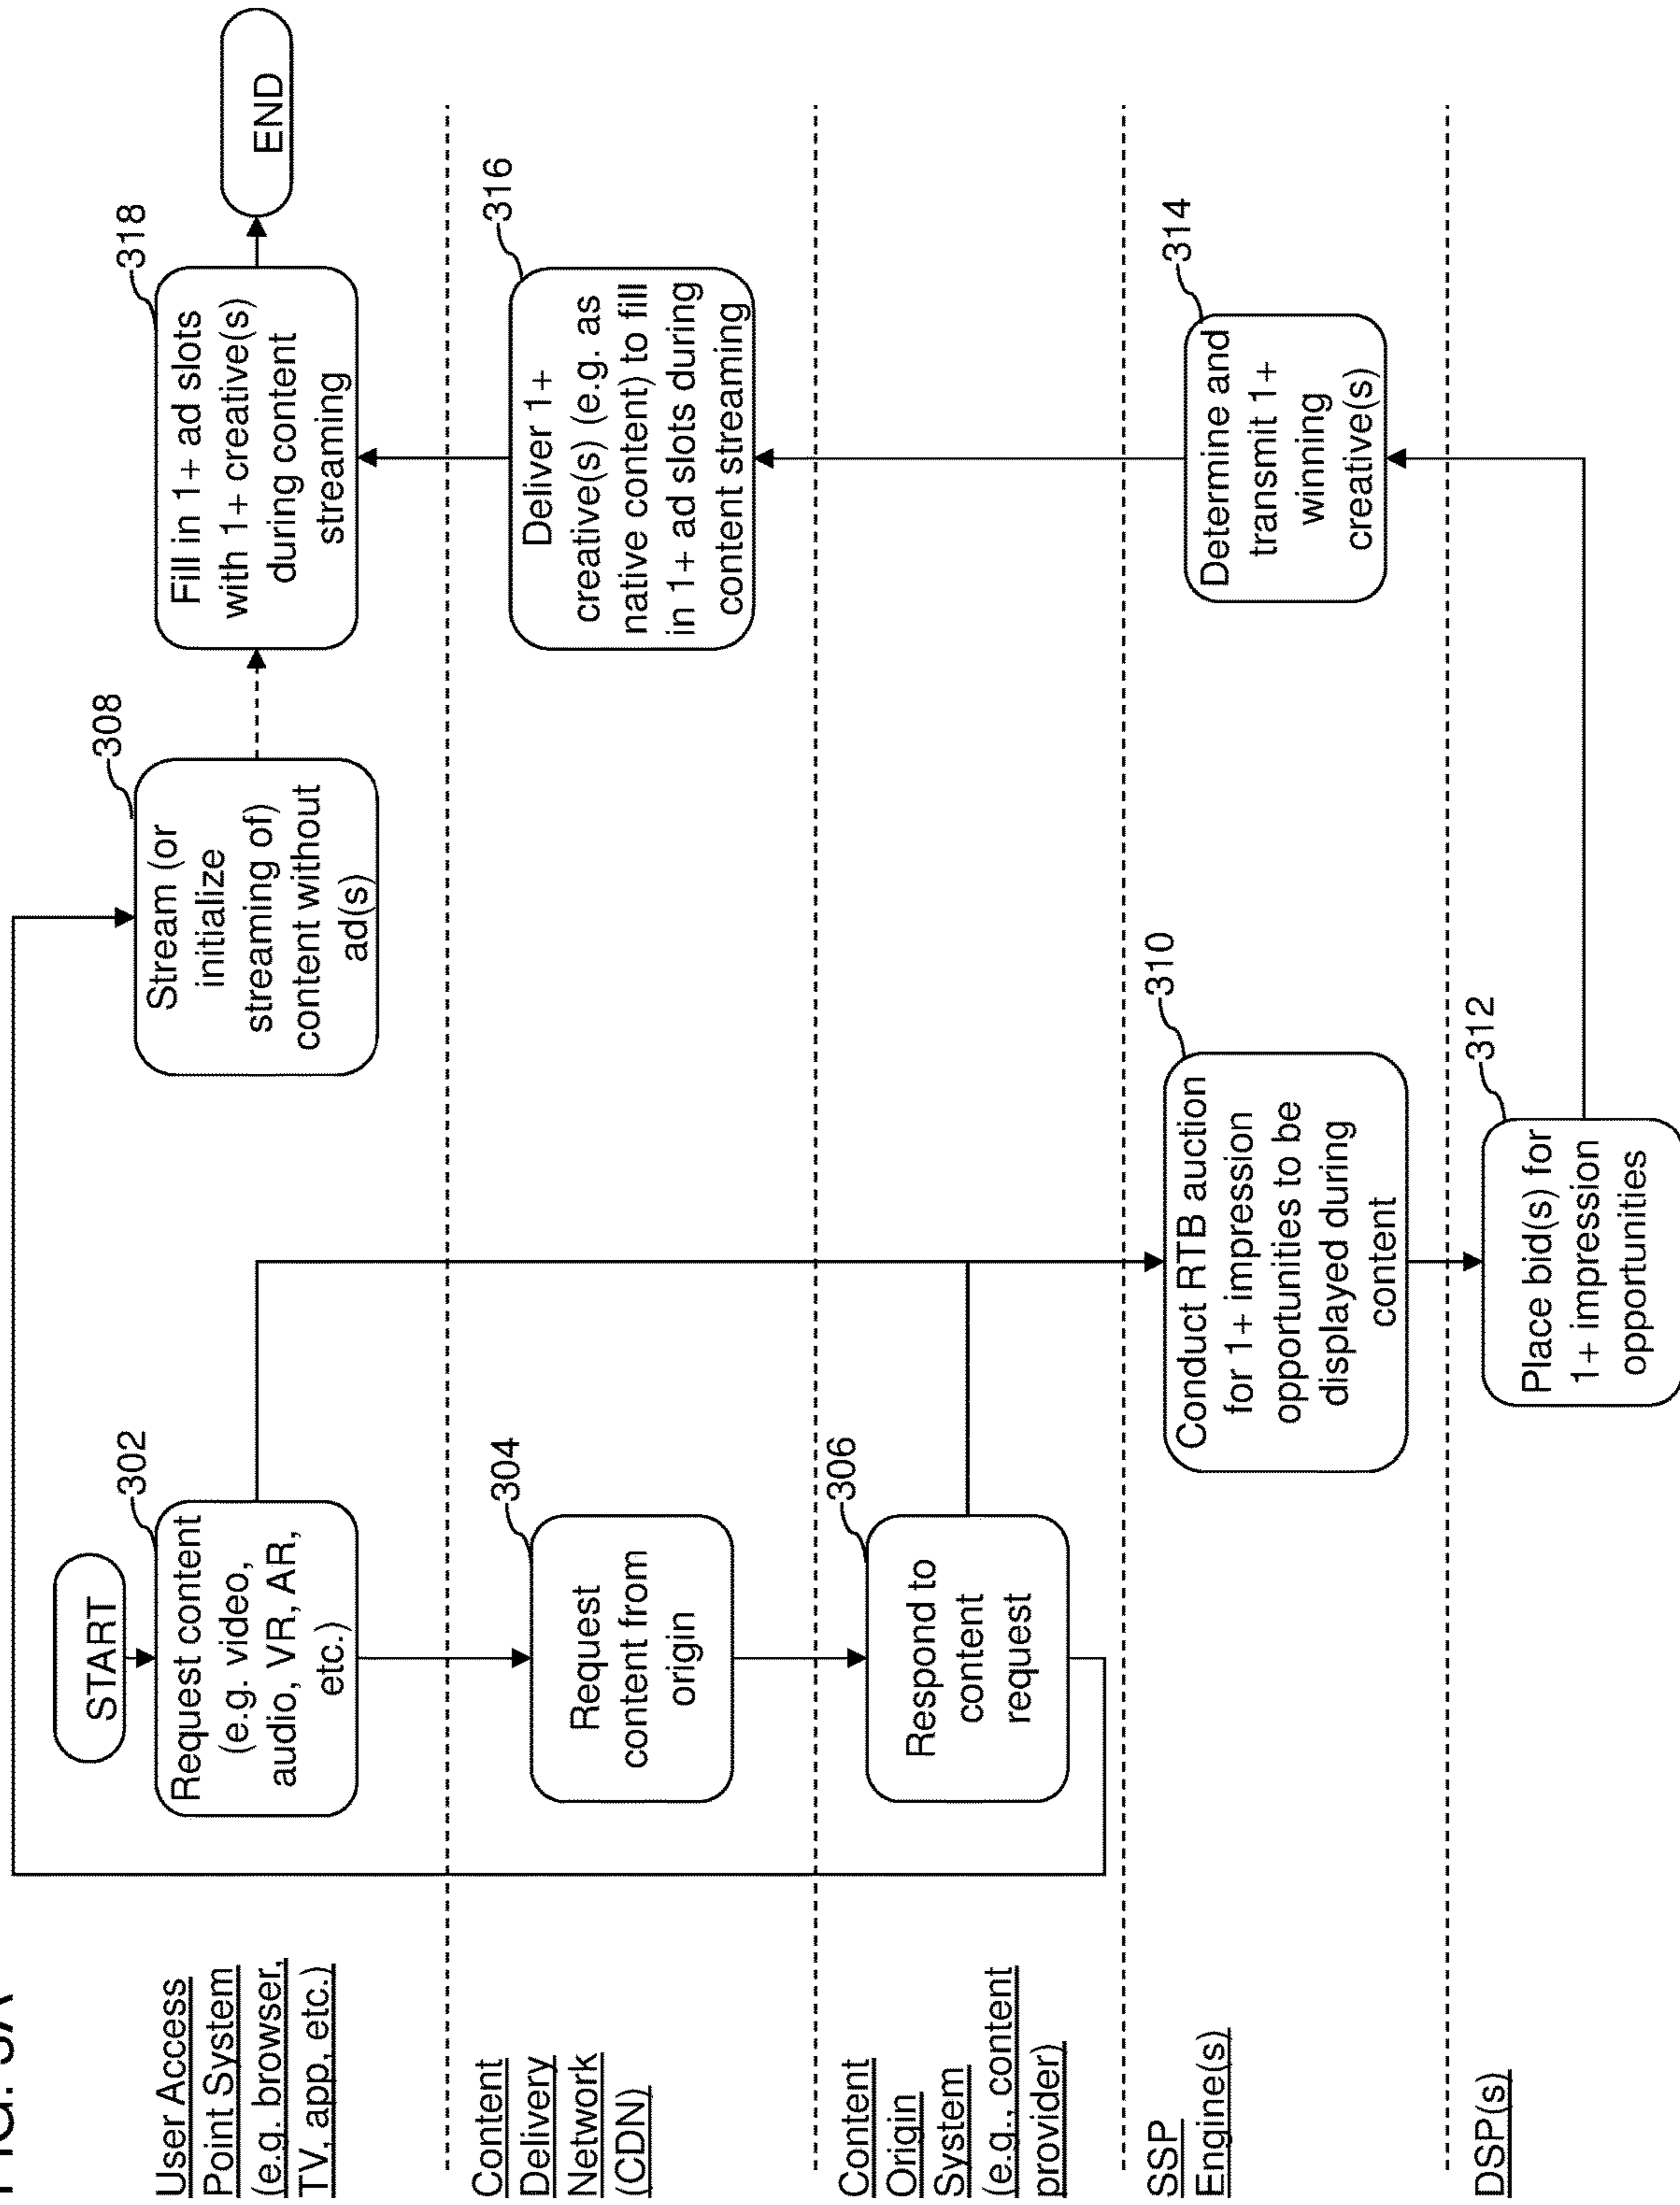 FIG. 3A
User Access
Point System
(e.g. browser,
TV, app, etc.)
START
302
Request content
(e.g. video,
audio, VR, AR,
etc.)
308
Stream (or
initialize
streaming of)
content without
ad(s)
318
Fill in 1+ ad slots
with 1+ creative(s)
during content
streaming
END
Content
Delivery
Network
(CDN)
304
Request
content from
origin
316
Deliver 1+
creative(s) (e.g. as
native content) to fill
in 1+ ad slots during
content streaming
Content
Origin
System
(e.g., content
provider)
306
Respond to
content
request
SSP
Engine(s)
310
Conduct RTB auction
for 1+ impression
opportunities to be
displayed during
content
314
Determine and
transmit 1+
winning
creative(s)
DSP(s)
312
Place bid(s) for
1+ impression
opportunities